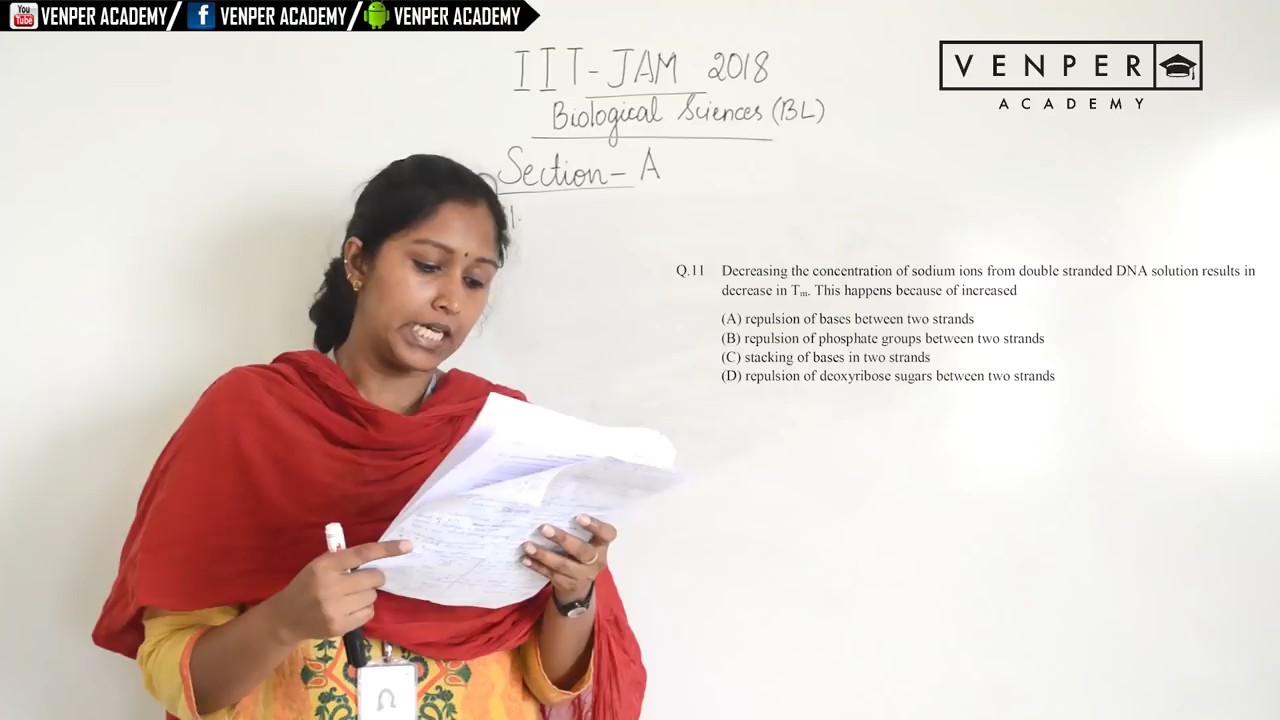 You Tube VENPER ACADEMY / f VENPER ACADEMY / VENPER ACADEMY
IIT-JAM 2018
Biological Sciences (BL)
Section-A
VENPER
ACADEMY
Q.11 Decreasing the concentration of sodium ions from double stranded DNA solution results in
decrease in Tm. This happens because of increased
(A) repulsion of bases between two strands
(B) repulsion of phosphate groups between two strands
(C) stacking of bases in two strands
(D) repulsion of deoxyribose sugars between two strands